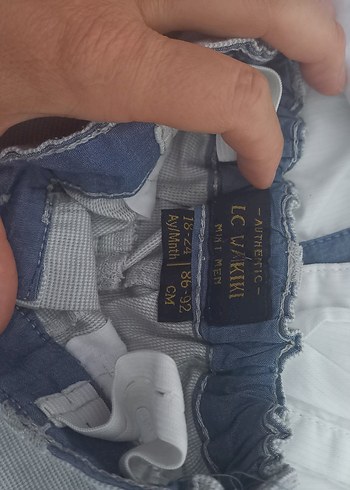 - AUTHENTIC -
LC WAIKIKI
MINI MEN
18-24 | 86-92
Ay/Mnth | CM